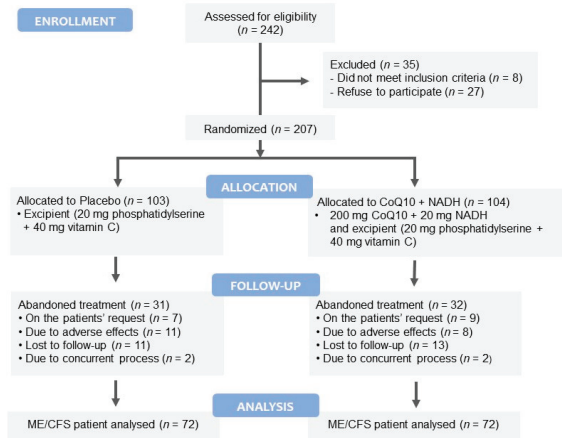 ENROLLMENT
Assessed for eligibility
(n = 242)
Excluded (n = 35)
- Did not meet inclusion criteria (n = 8)
- Refuse to participate (n = 27)
Randomized (n = 207)
ALLOCATION
Allocated to Placebo (n = 103)
• Excipient (20 mg phosphatidylserine
+ 40 mg vitamin C)
Allocated to CoQ10 + NADH (n = 104)
• 200 mg CoQ10 + 20 mg NADH
and excipient (20 mg phosphatidylserine +
40 mg vitamin C)
FOLLOW-UP
Abandoned treatment (n = 31)
• On the patients' request (n = 7)
• Due to adverse effects (n = 11)
• Lost to follow-up (n = 11)
• Due to concurrent process (n = 2)
Abandoned treatment (n = 32)
• On the patients' request (n = 9)
• Due to adverse effects (n = 8)
• Lost to follow-up (n = 13)
• Due to concurrent process (n = 2)
ANALYSIS
ME/CFS patient analysed (n = 72)
ME/CFS patient analysed (n = 72)